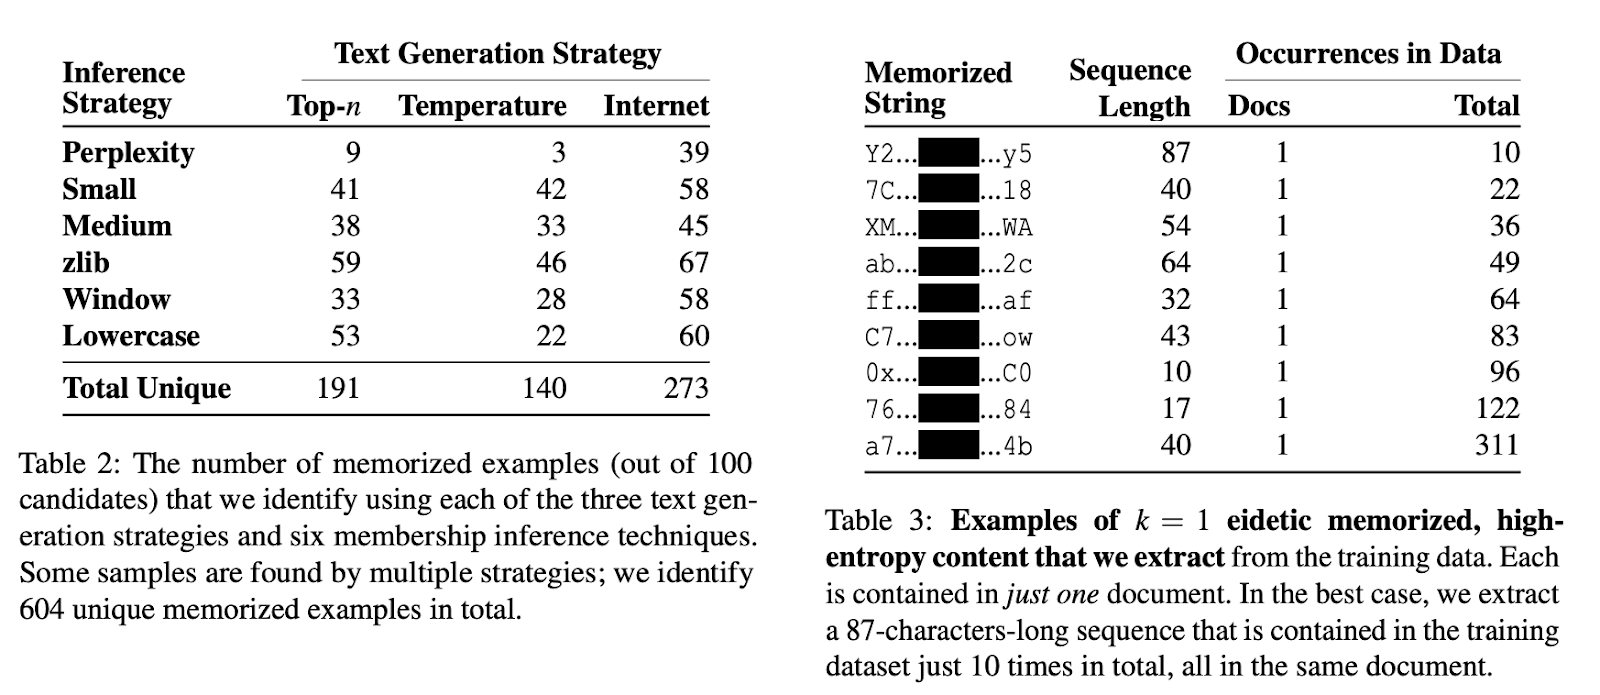 Inference Strategy Text Generation Strategy
Top-n Temperature Internet
Perplexity 9 3 39
Small 41 42 58
Medium 38 33 45
zlib 59 46 67
Window 33 28 58
Lowercase 53 22 60
Total Unique 191 140 273
Table 2: The number of memorized examples (out of 100
candidates) that we identify using each of the three text gen-
eration strategies and six membership inference techniques.
Some samples are found by multiple strategies; we identify
604 unique memorized examples in total.
Memorized String Sequence Length Occurrences in Data
Docs Total
Y2... ...y5 87 1 10
7C... ...18 40 1 22
XM... ...WA 54 1 36
ab... ...2c 64 1 49
ff... ...af 32 1 64
C7... ...ow 43 1 83
0x... ...C0 10 1 96
76... ...84 17 1 122
a7... ...4b 40 1 311
Table 3: Examples of k = 1 eidetic memorized, high-
entropy content that we extract from the training data. Each
is contained in just one document. In the best case, we extract
a 87-characters-long sequence that is contained in the training
dataset just 10 times in total, all in the same document.